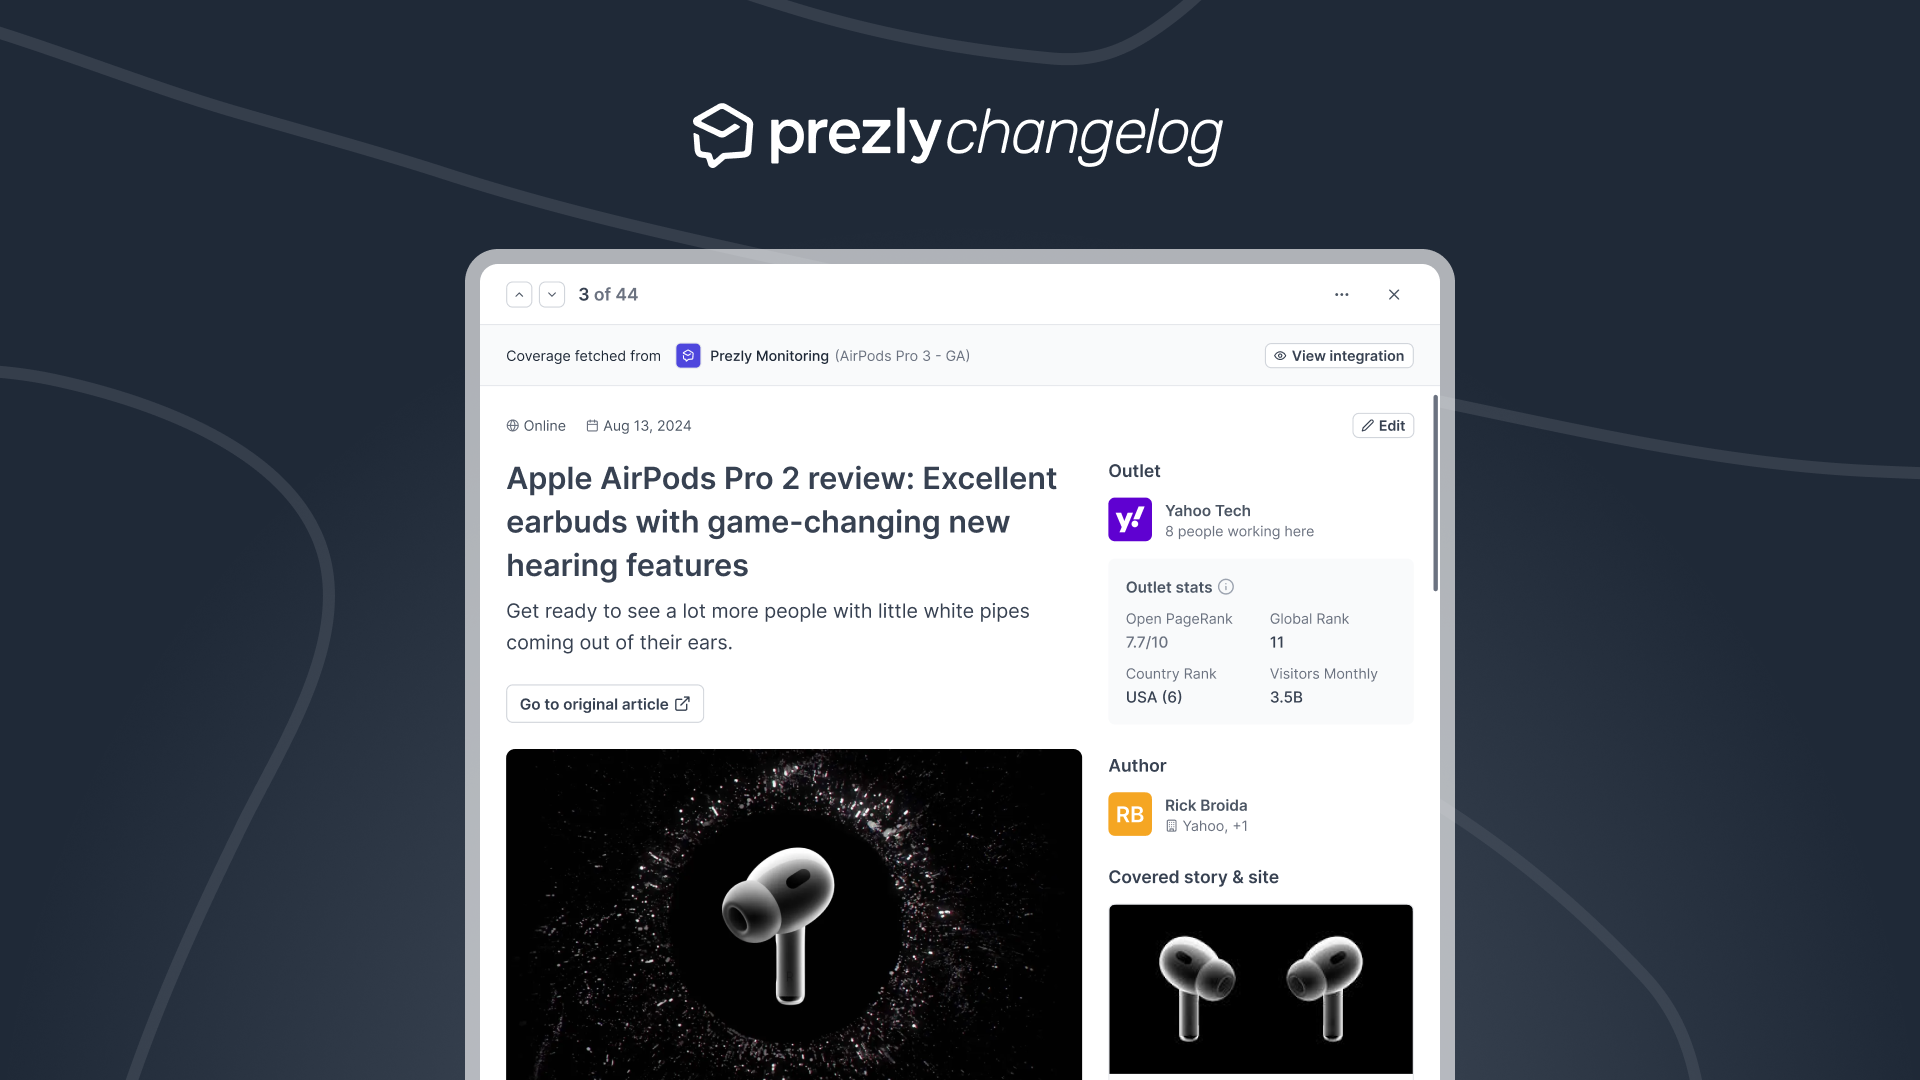 prezly changelog
3 of 44
Coverage fetched from Prezly Monitoring (AirPods Pro 3 - GA) View integration
Online Aug 13, 2024
Edit
Apple AirPods Pro 2 review: Excellent
earbuds with game-changing new
hearing features
Get ready to see a lot more people with little white pipes
coming out of their ears.
Go to original article
Outlet
y!
Yahoo Tech
8 people working here
Outlet stats
Open PageRank Global Rank
7.7/10 11
Country Rank Visitors Monthly
USA (6) 3.5B
Author
RB
Rick Broida
Yahoo, +1
Covered story & site